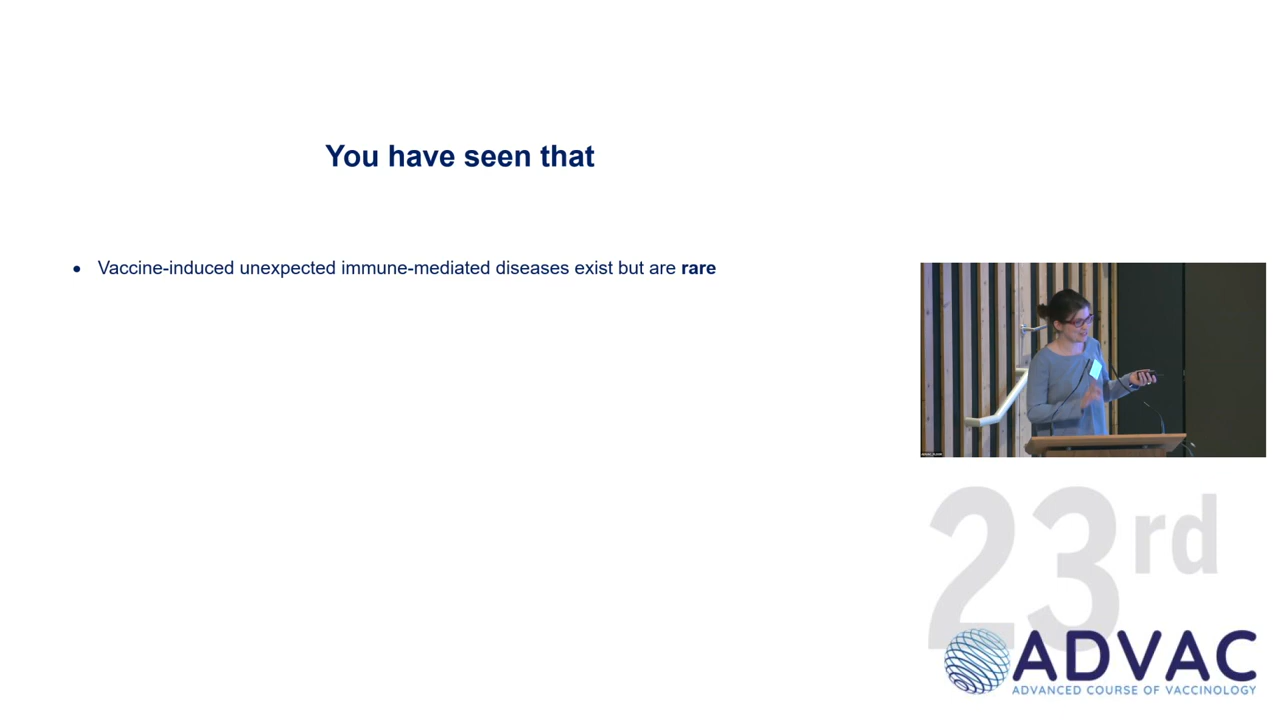 You have seen that
• Vaccine-induced unexpected immune-mediated diseases exist but are rare
23rd
ADVAC
ADVANCED COURSE OF VACCINOLOGY